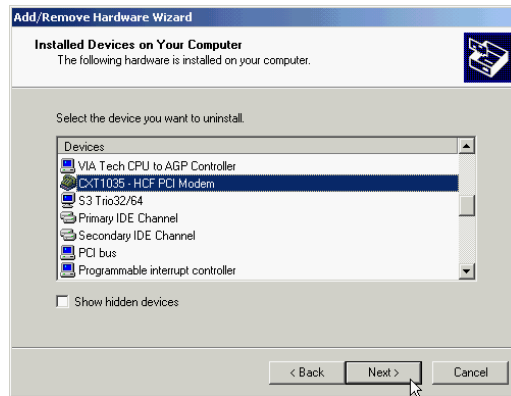 Add/Remove Hardware Wizard
Installed Devices on Your Computer
The following hardware is installed on your computer.
Select the device you want to uninstall.
Devices
VIA Tech CPU to AGP Controller
CXT1035 - HCF PCI Modem
S3 Trio32/64
Primary IDE Channel
Secondary IDE Channel
PCI bus
Programmable interrupt controller
Show hidden devices
< Back Next > Cancel